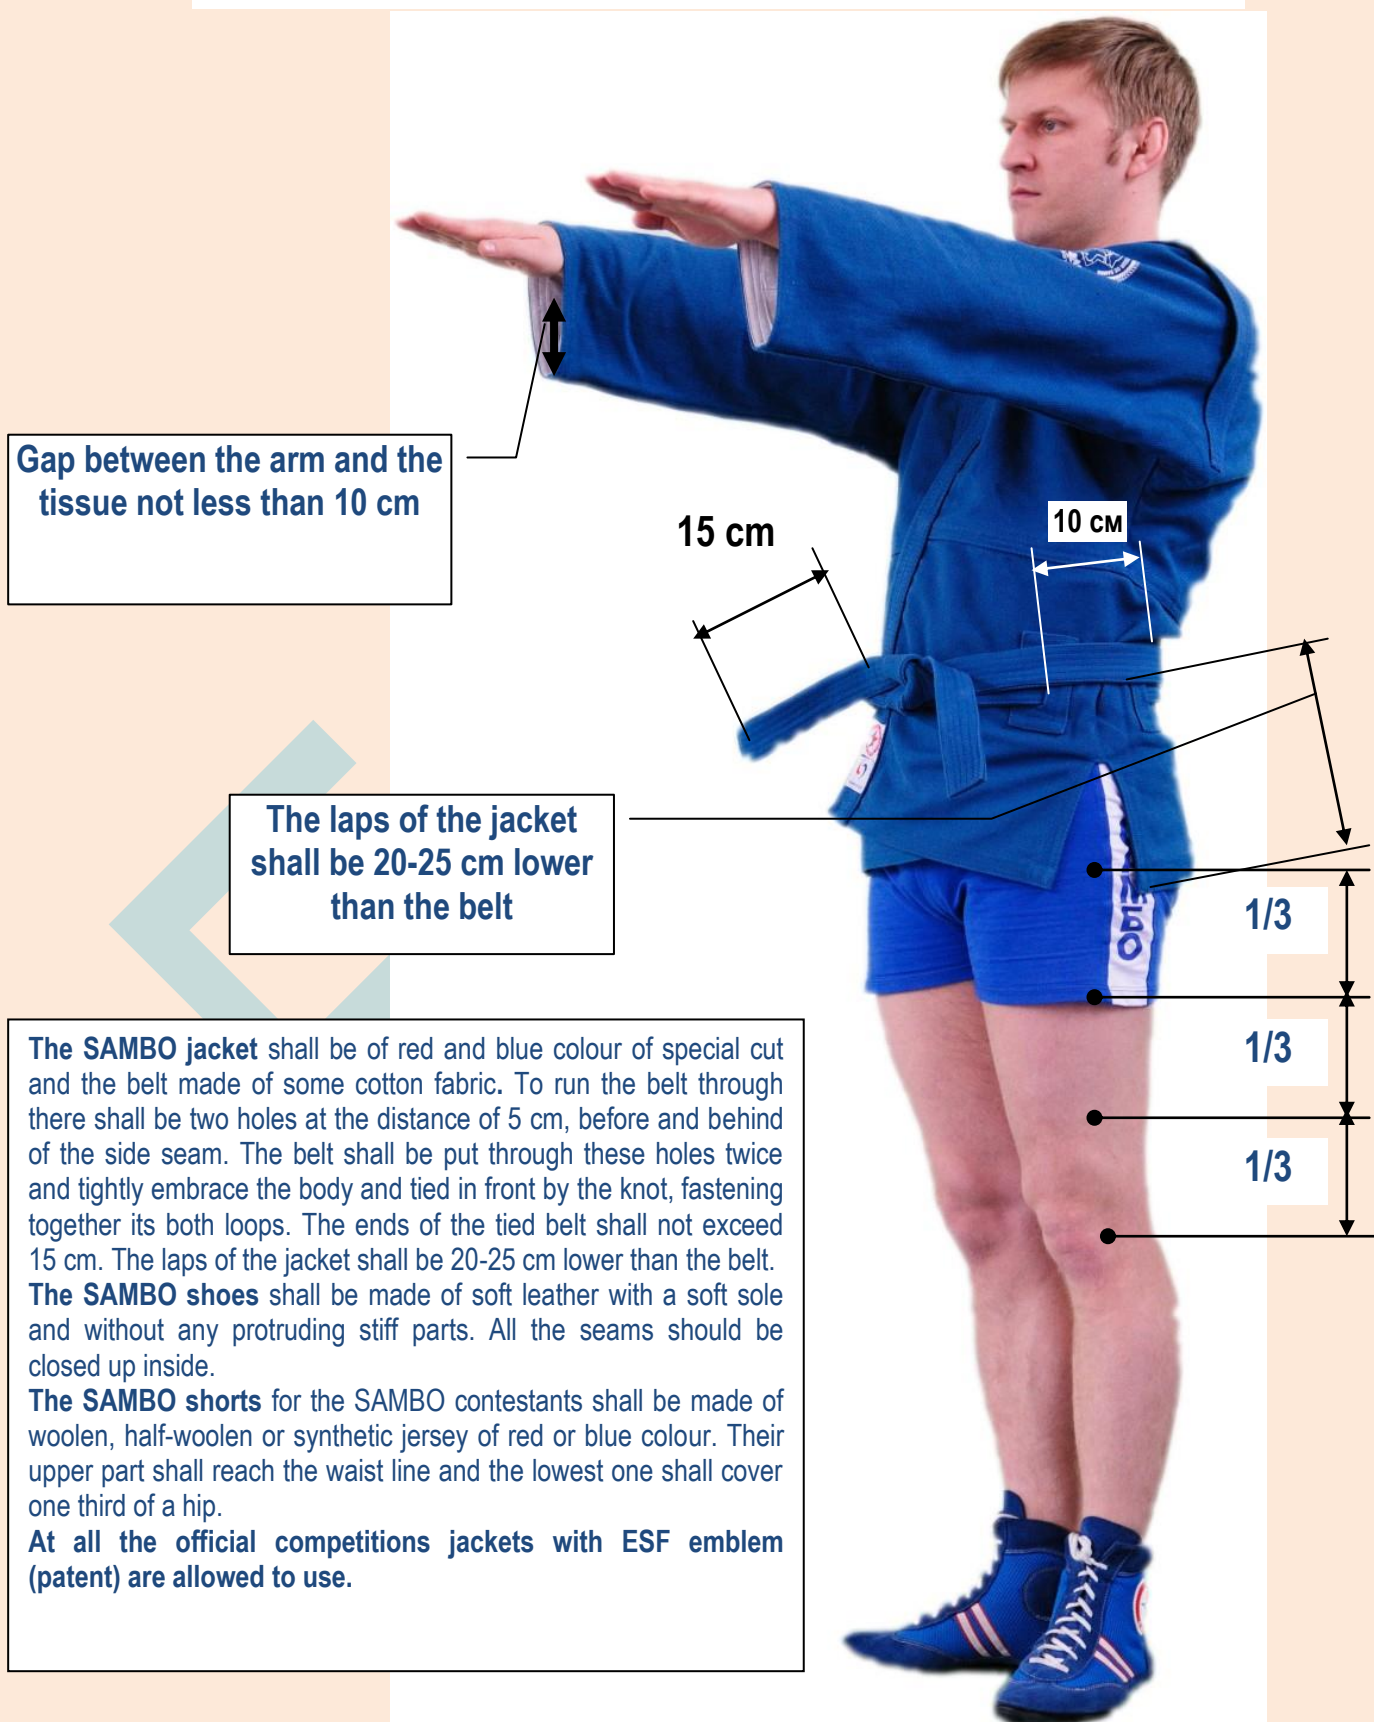 Gap between the arm and the
tissue not less than 10 cm
15 cm
10 см
The laps of the jacket
shall be 20-25 cm lower
than the belt
1/3
1/3
1/3
The SAMBO jacket shall be of red and blue colour of special cut
and the belt made of some cotton fabric. To run the belt through
there shall be two holes at the distance of 5 cm, before and behind
of the side seam. The belt shall be put through these holes twice
and tightly embrace the body and tied in front by the knot, fastening
together its both loops. The ends of the tied belt shall not exceed
15 cm. The laps of the jacket shall be 20-25 cm lower than the belt.
The SAMBO shoes shall be made of soft leather with a soft sole
and without any protruding stiff parts. All the seams should be
closed up inside.
The SAMBO shorts for the SAMBO contestants shall be made of
woolen, half-woolen or synthetic jersey of red or blue colour. Their
upper part shall reach the waist line and the lowest one shall cover
one third of a hip.
At all the official competitions jackets with ESF emblem
(patent) are allowed to use.